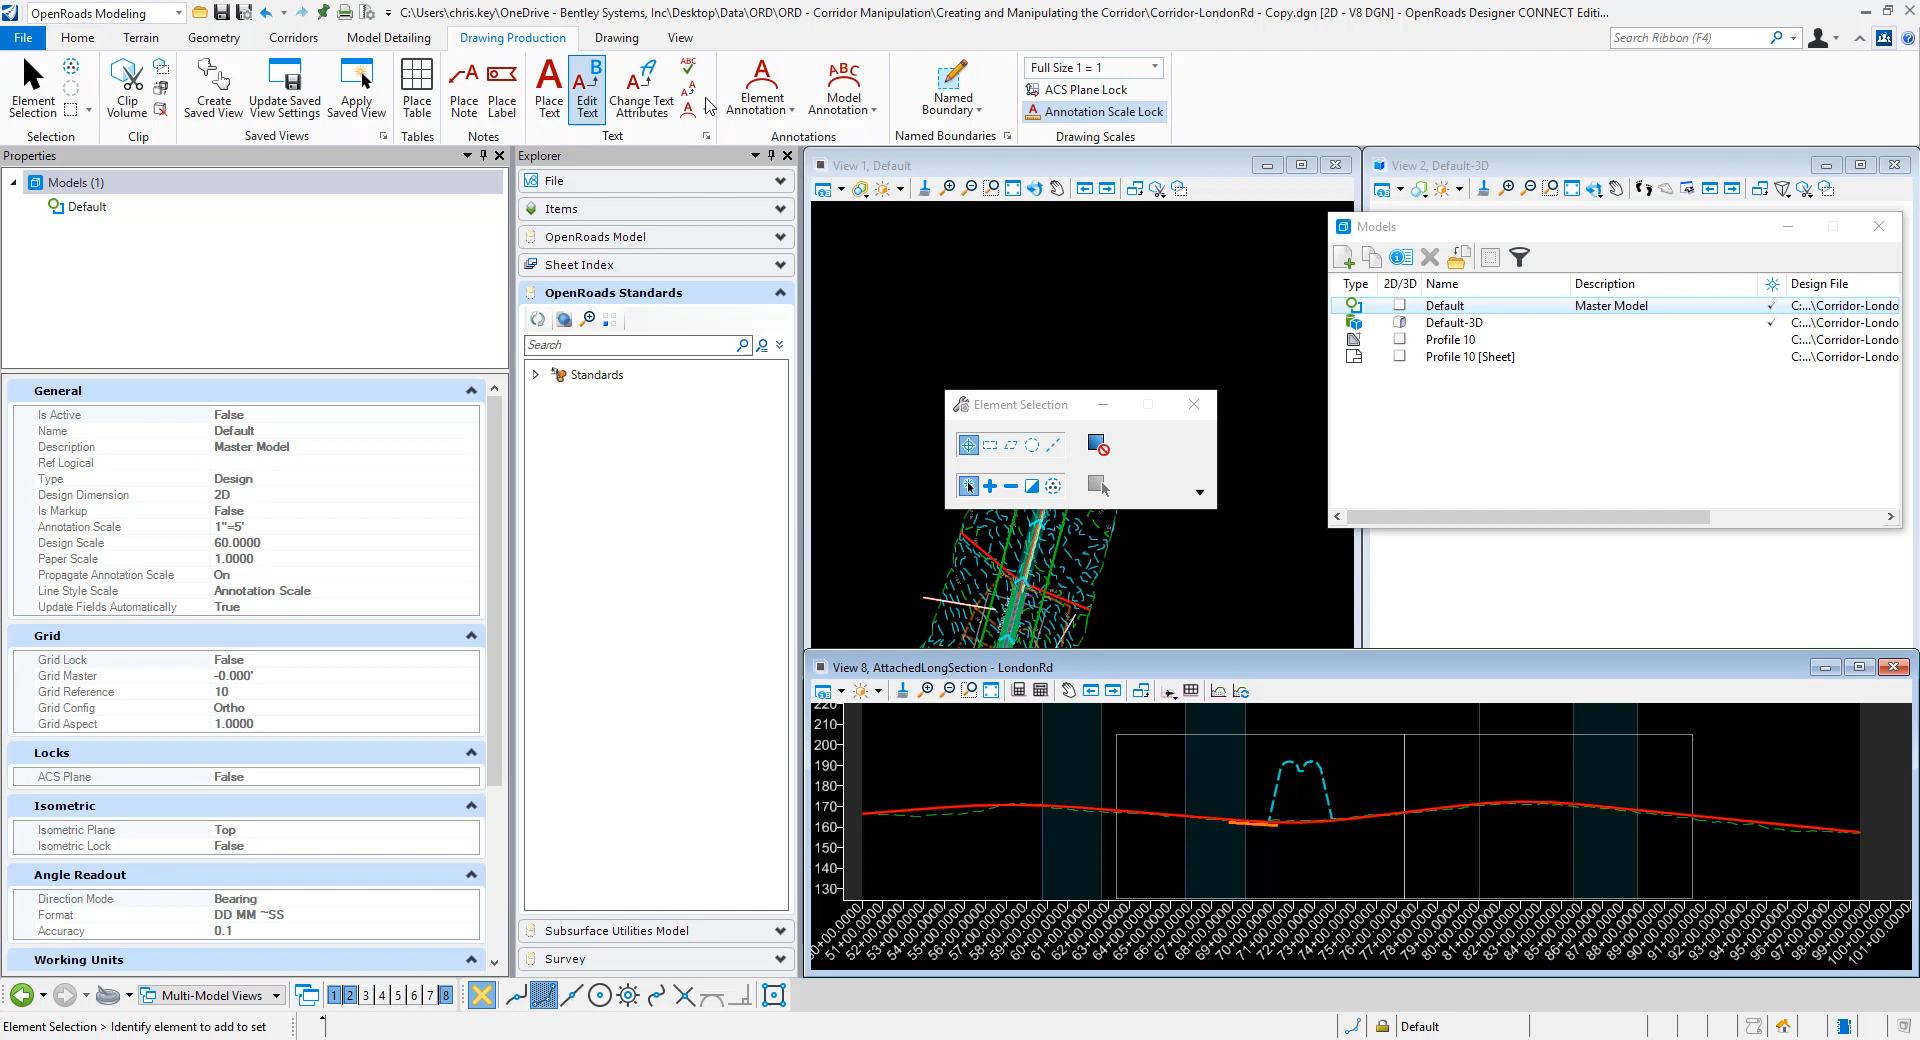 OpenRoads Modeling
C:\Users\chris.key\OneDrive - Bentley Systems, Inc\Desktop\Data\ORD\ORD - Corridor Manipulation\Creating and Manipulating the Corridor\Corridor-LondonRd - Copy.dgn [2D - V8 DGN] - OpenRoads Designer CONNECT Editi...
File Home Terrain Geometry Corridors Model Detailing Drawing Production Drawing View
Search Ribbon (F4)
Element Selection
Clip Volume
Create Saved View
Update Saved View Settings
Apply Saved View
Place Table
Place Note
Place Label
Place Text
Edit Text
Change Text Attributes
Element Annotation
Model Annotation
Named Boundary
Full Size 1 = 1
ACS Plane Lock
Annotation Scale Lock
Selection Clip Saved Views Tables Notes Text Annotations Named Boundaries Drawing Scales
Properties
Models (1)
Default
General
Is Active False
Name Default
Description Master Model
Ref Logical
Type Design
Design Dimension 2D
Is Markup False
Annotation Scale 1"=5'
Design Scale 60.0000
Paper Scale 1.0000
Propagate Annotation Scale On
Line Style Scale Annotation Scale
Update Fields Automatically True
Grid
Grid Lock False
Grid Master -0.000'
Grid Reference 10
Grid Config Ortho
Grid Aspect 1.0000
Locks
ACS Plane False
Isometric
Isometric Plane Top
Isometric Lock False
Angle Readout
Direction Mode Bearing
Format DD MM ~SS
Accuracy 0.1
Working Units
Explorer
File
Items
OpenRoads Model
Sheet Index
OpenRoads Standards
Search
Standards
Subsurface Utilities Model
Survey
View 1, Default
View 2, Default-3D
Models
Type 2D/3D Name Description Design File
Default Master Model C:...\Corridor-Londo
Default-3D C:...\Corridor-Londo
Profile 10 C:...\Corridor-Londo
Profile 10 [Sheet] C:...\Corridor-Londo
Element Selection
View 8, AttachedLongSection - LondonRd
220
210
200
190
180
170
160
150
140
130
Multi-Model Views
1 2 3 4 5 6 7 8
Element Selection > Identify element to add to set
Default